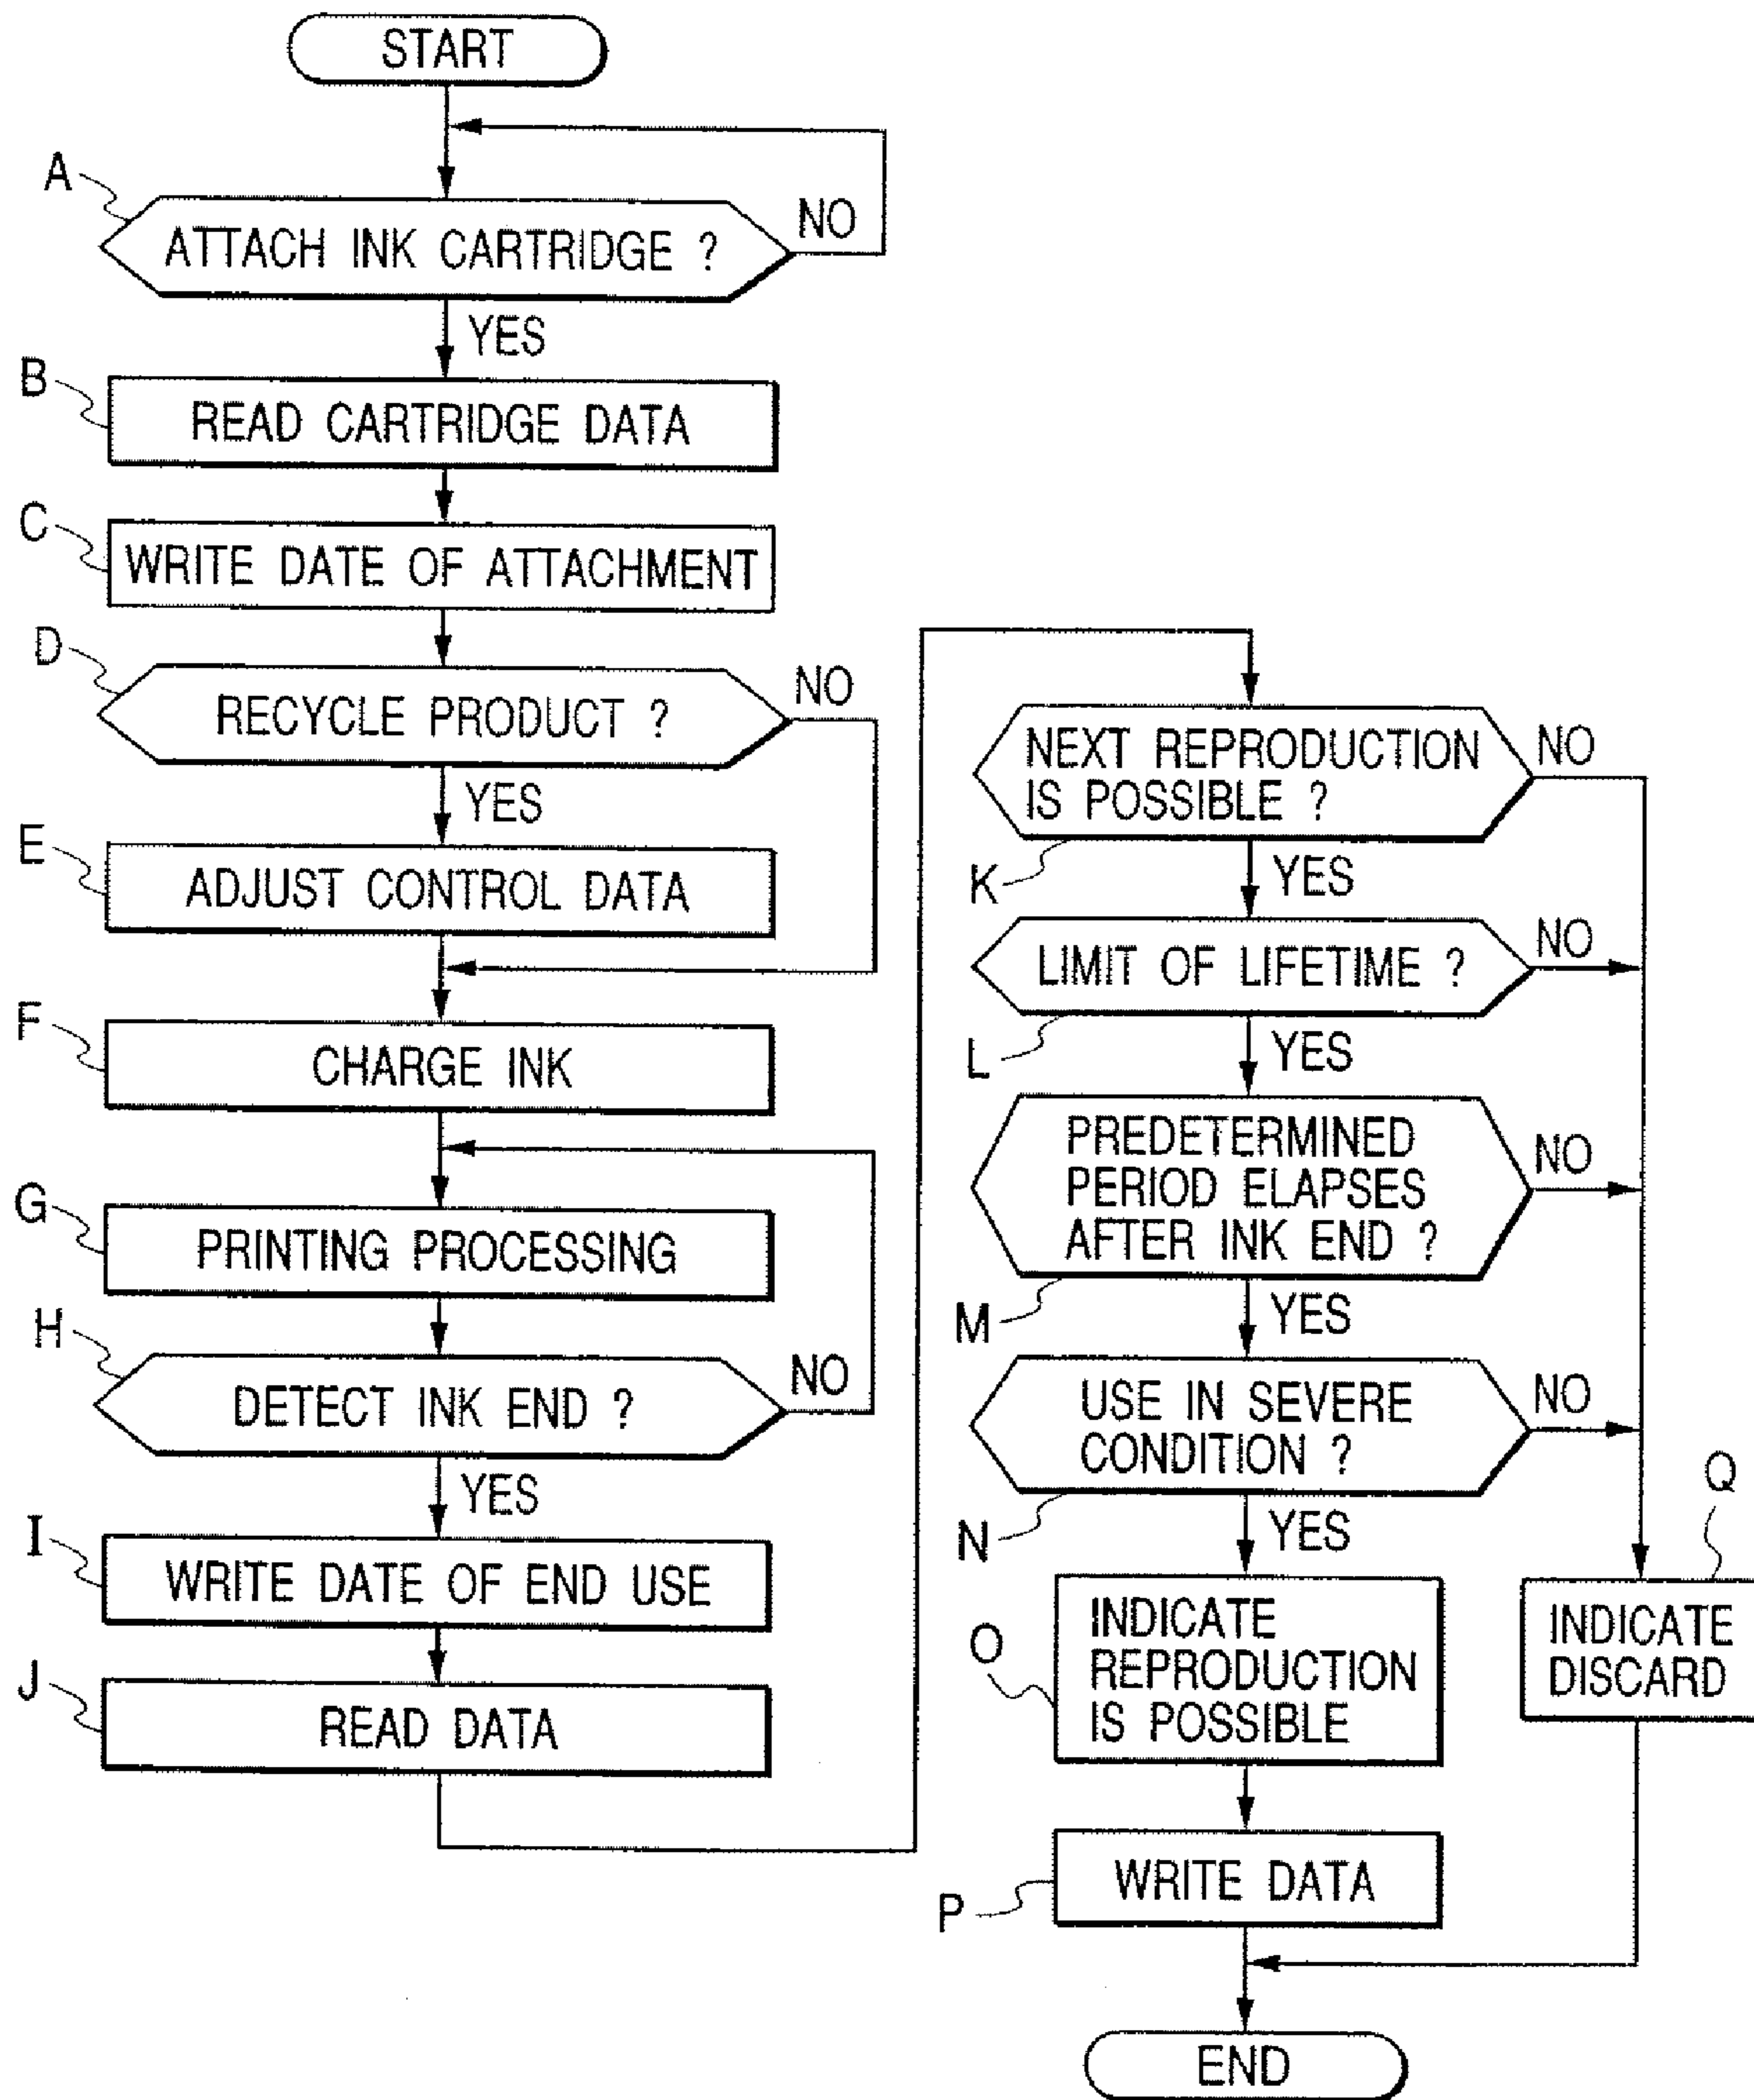 START
A
ATTACH INK CARTRIDGE ?
NO
YES
B
READ CARTRIDGE DATA
C
WRITE DATE OF ATTACHMENT
D
RECYCLE PRODUCT ?
NO
YES
E
ADJUST CONTROL DATA
F
CHARGE INK
G
PRINTING PROCESSING
H
DETECT INK END ?
NO
YES
I
WRITE DATE OF END USE
J
READ DATA
NEXT REPRODUCTION
IS POSSIBLE ?
NO
K
YES
LIMIT OF LIFETIME ?
NO
L
YES
PREDETERMINED
PERIOD ELAPSES
AFTER INK END ?
NO
M
YES
USE IN SEVERE
CONDITION ?
NO
N
YES
O
INDICATE
REPRODUCTION
IS POSSIBLE
Q
INDICATE
DISCARD
P
WRITE DATA
END